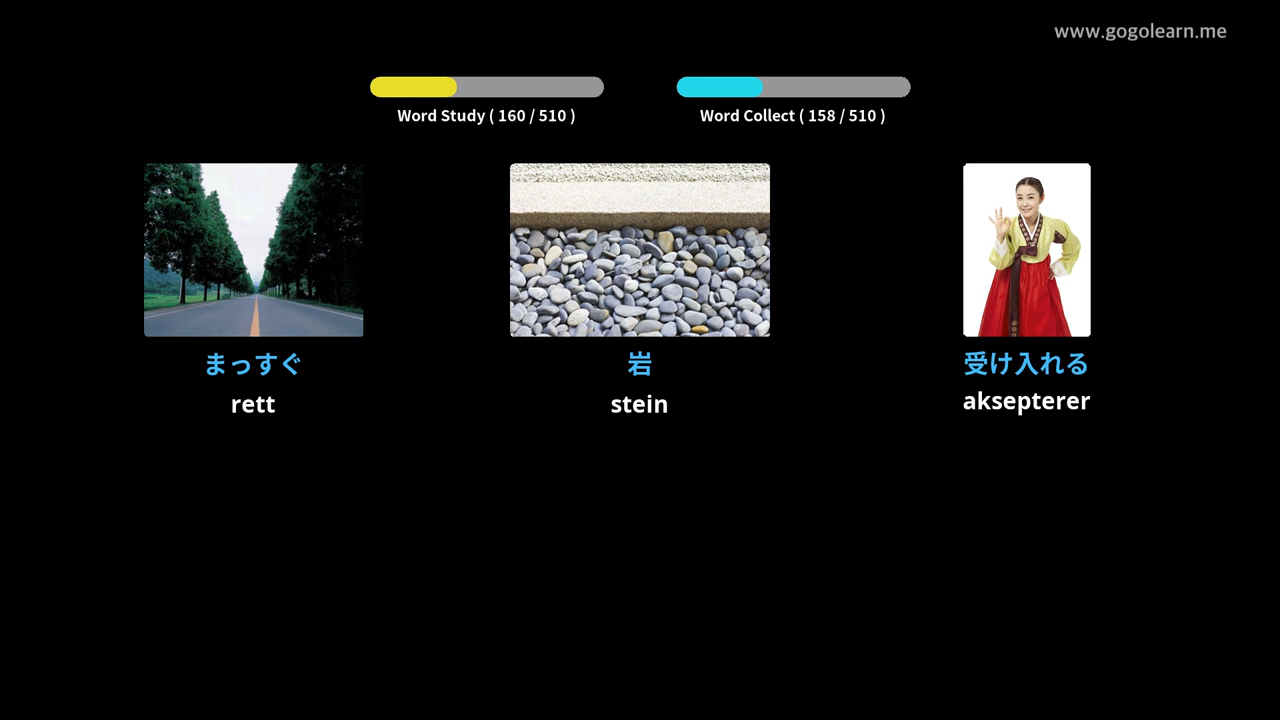 www.gogolearn.me
Word Study ( 160 / 510 )
Word Collect ( 158 / 510 )
まっすぐ
rett
岩
stein
受け入れる
aksepterer